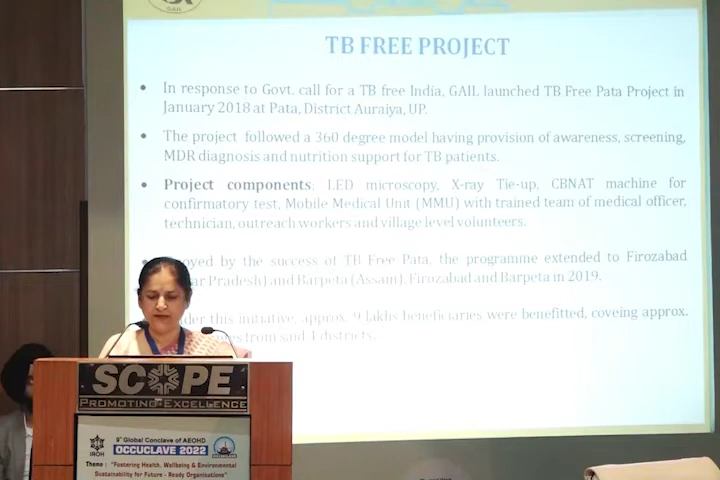 GAIL
TB FREE PROJECT
• In response to Govt. call for a TB free India, GAIL launched TB Free Pata Project in
January 2018 at Pata, District Auraiya, UP.
• The project followed a 360 degree model having provision of awareness, screening,
MDR diagnosis and nutrition support for TB patients.
• Project components: LED microscopy, X-ray Tie-up, CBNAT machine for
confirmatory test, Mobile Medical Unit (MMU) with trained team of medical officer,
technician, outreach workers and village level volunteers.
by the success of TB Free Pata, the programme extended to Firozabad
Pradesh) and Barpeta (Assam). Firozabad and Barpeta in 2019.
this initiative, approx. 9 lakhs beneficiaries were benefitted, coveing approx.
from said 4 districts.
SCOPE
PROMOTING EXCELLENCE
IROH
9th Global Conclave of AEOHD
OCCUCLAVE 2022
Theme : "Fostering Health, Wellbeing & Environmental
Sustainability for Future - Ready Organisations"